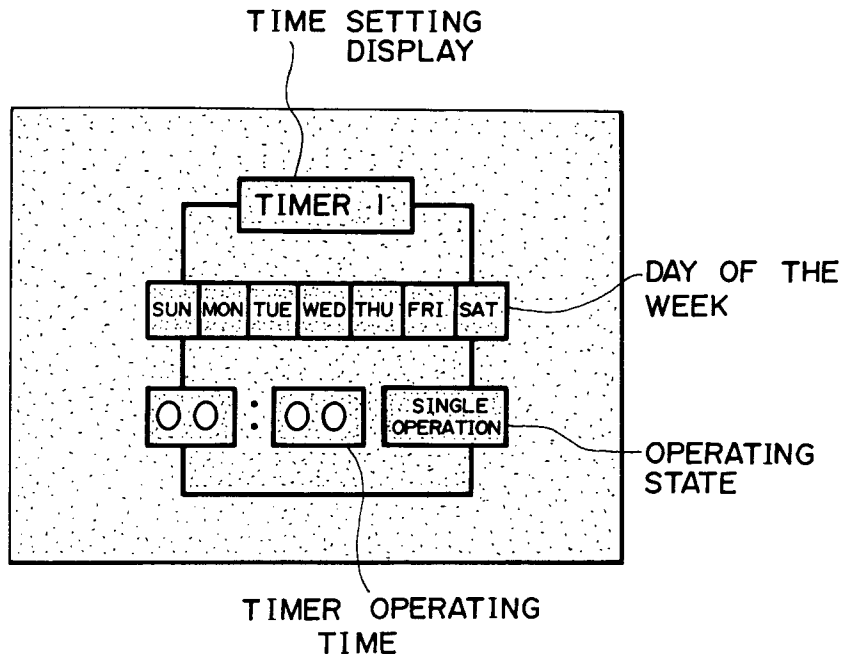 TIME SETTING
DISPLAY
TIMER 1
DAY OF THE
WEEK
SUN MON TUE WED THU FRI SAT
00 : 00
SINGLE
OPERATION
OPERATING
STATE
TIMER OPERATING
TIME